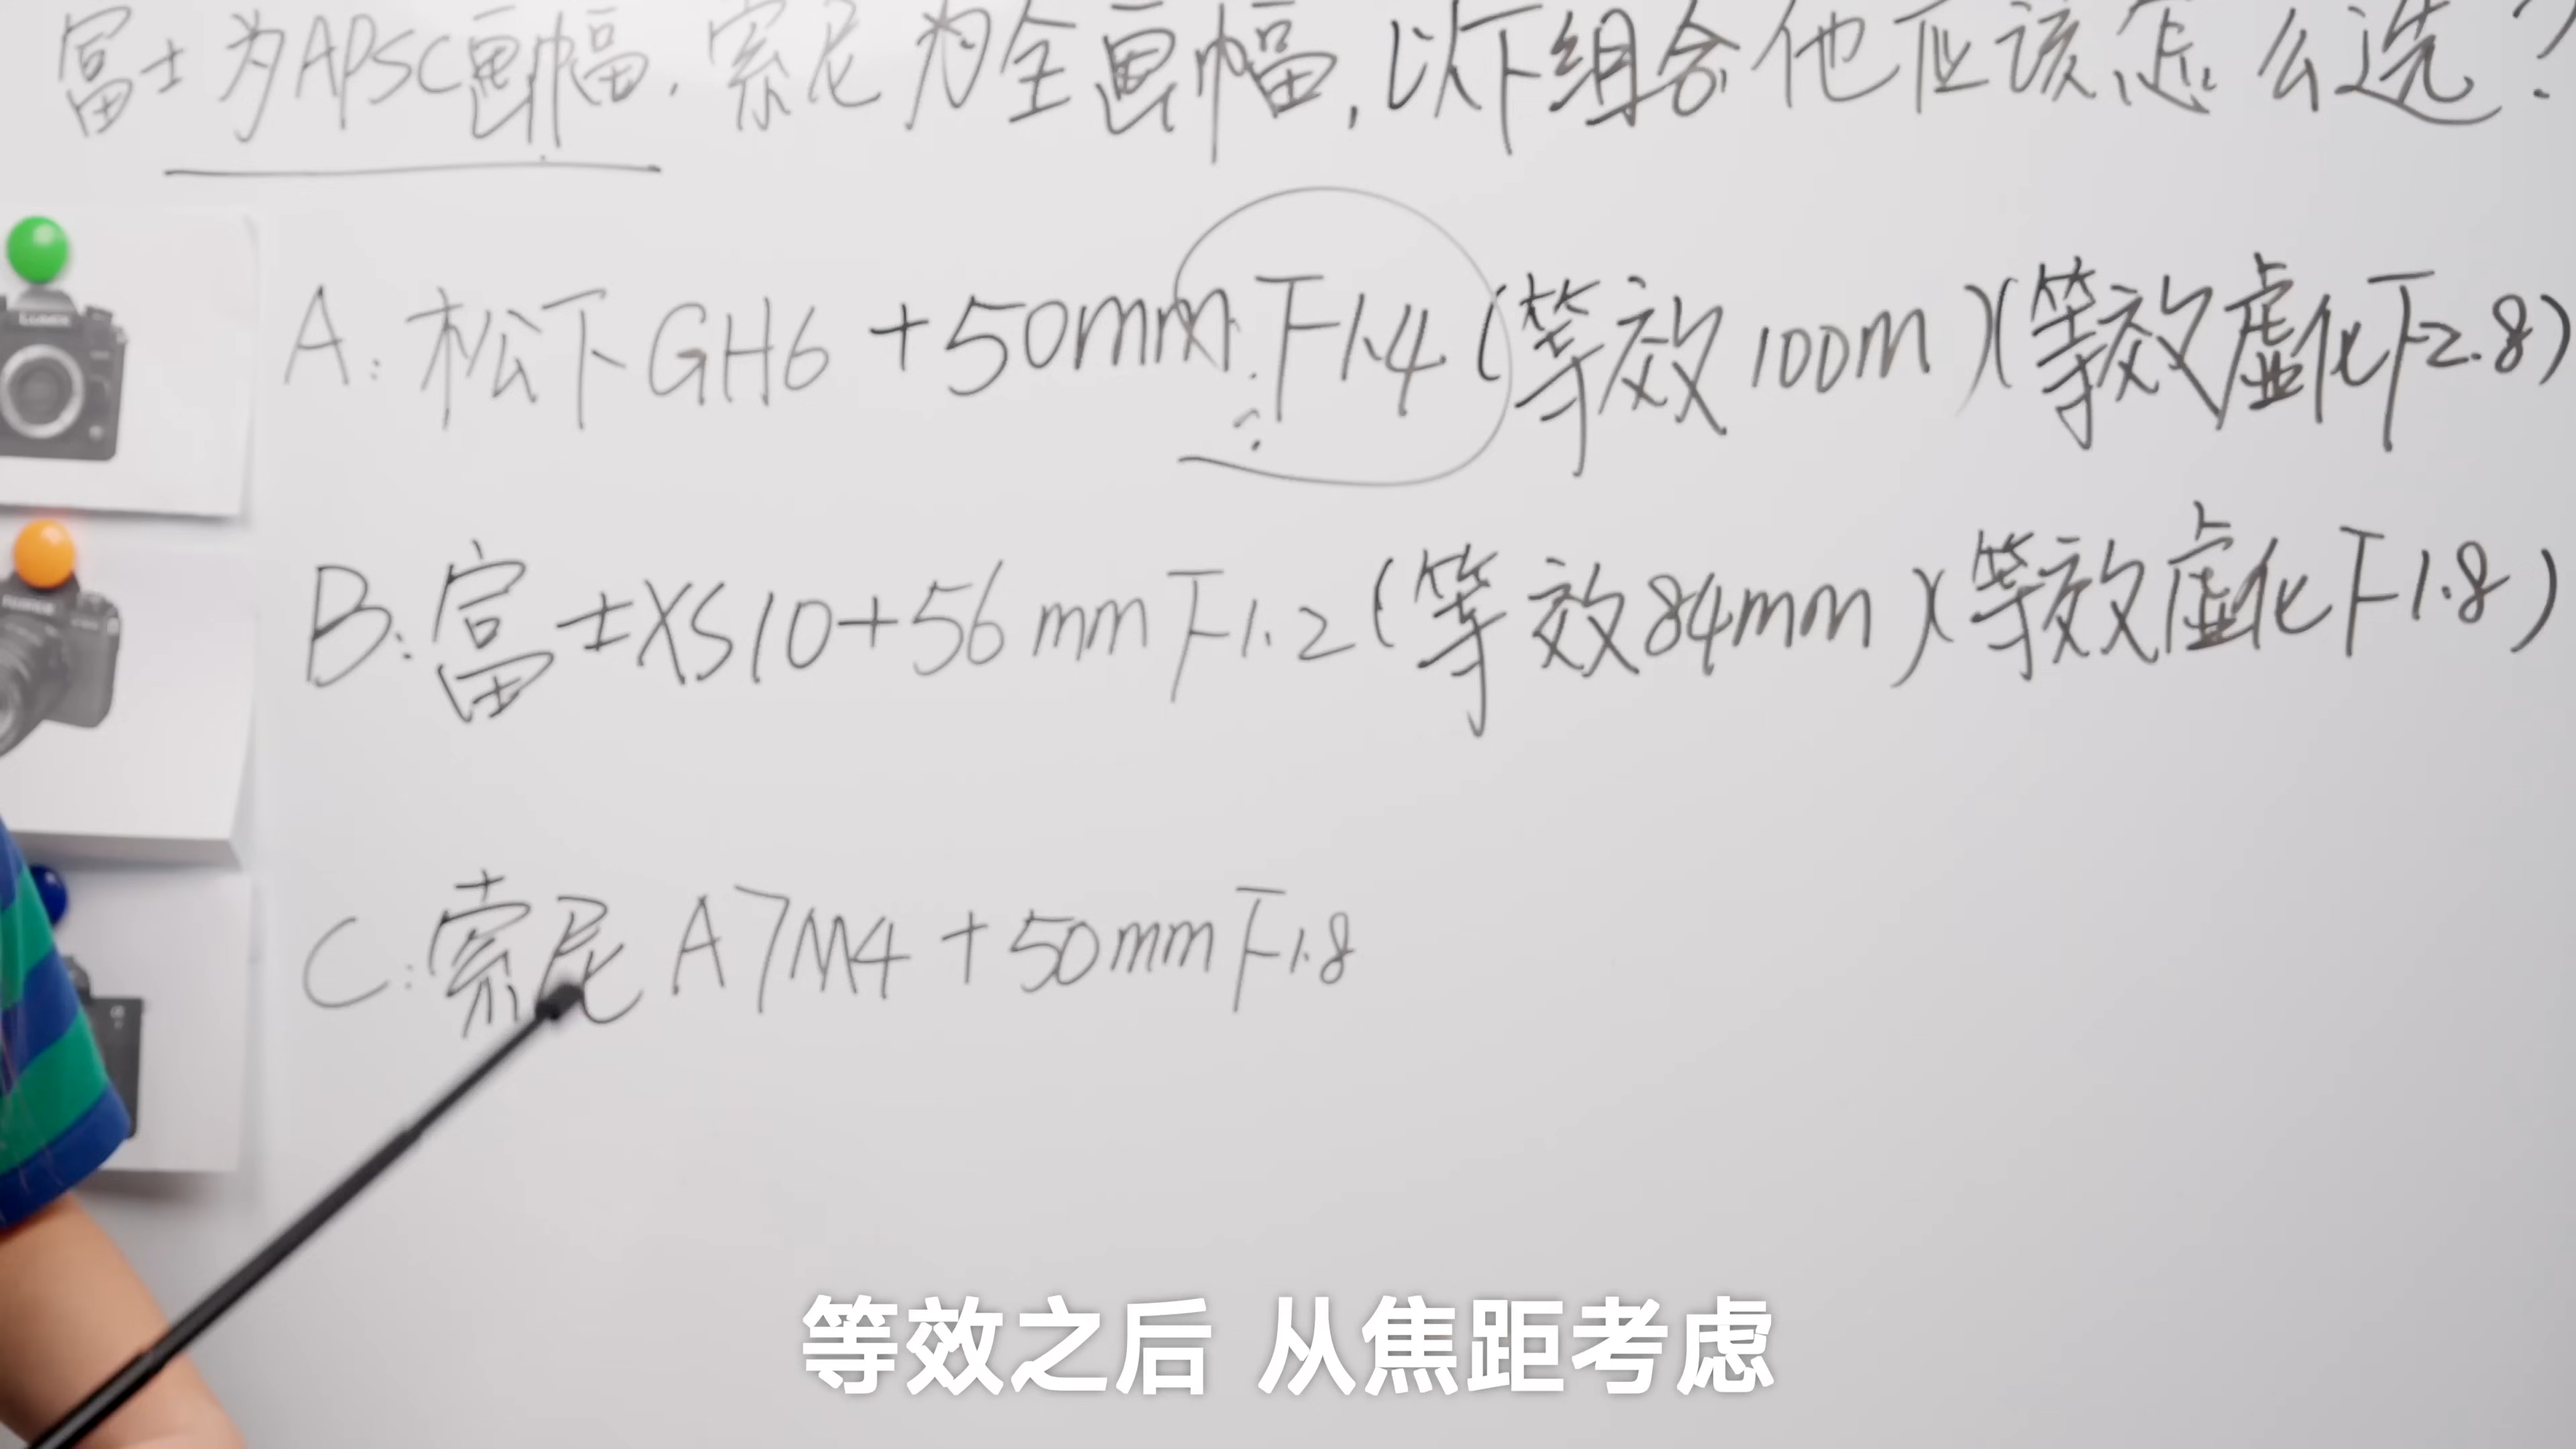 富士为APSC画幅.索尼为全画幅,以下组合他应该怎么选?
LUMIX
A:松下GH6+50mm F1.4(等效100M)(等效虚化F2.8)
B:富士XS10+56mm F1.2(等效84mm)(等效虚化F1.8)
C:索尼A7M4+50mm F1.8
等效之后 从焦距考虑